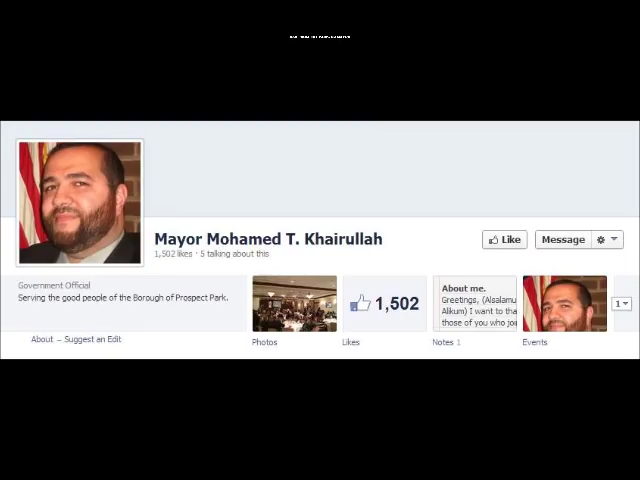 Mayor Mohamed T. Khairullah
1,502 likes · 5 talking about this
Like
Message
Government Official
Serving the good people of the Borough of Prospect Park.
About – Suggest an Edit
Photos
1,502
Likes
About me.
Greetings, (Alsalamu
Alikum) I want to tha
those of you who joi
Notes 1
Events
1